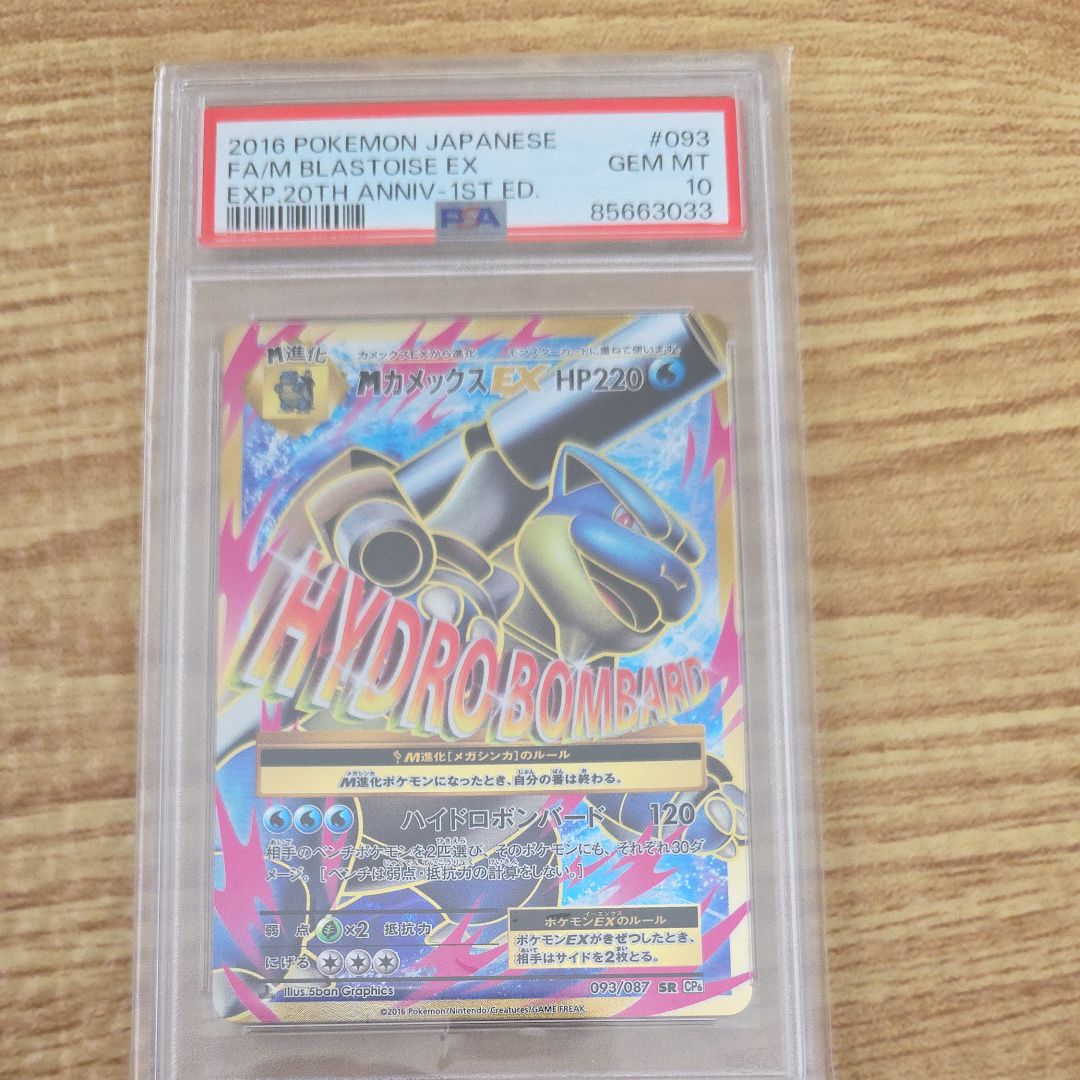 2016 POKEMON JAPANESE #093
FA/M BLASTOISE EX GEM MT
EXP.20TH ANNIV-1ST ED. 10
PSA 85663033
M進化
カメックスEXから進化 モンスターカードに重ねて使います。
MカメックスEX HP220
HYDRO BOMBARD
M進化[メガシンカ]のルール
M進化ポケモンになったとき、自分の番は終わる。
ハイドロボンバード 120
相手のベンチポケモンを2匹選び、そのポケモンにも、それぞれ30ダ
メージ。[ベンチは弱点・抵抗力の計算をしない。]
弱点 ×2 抵抗力
にげる
ポケモンEXのルール
ポケモンEXがきぜつしたとき、
相手はサイドを2枚とる。
Illus.5ban Graphics
093/087 SR CP6
©2016 Pokémon/Nintendo/Creatures/GAME FREAK.